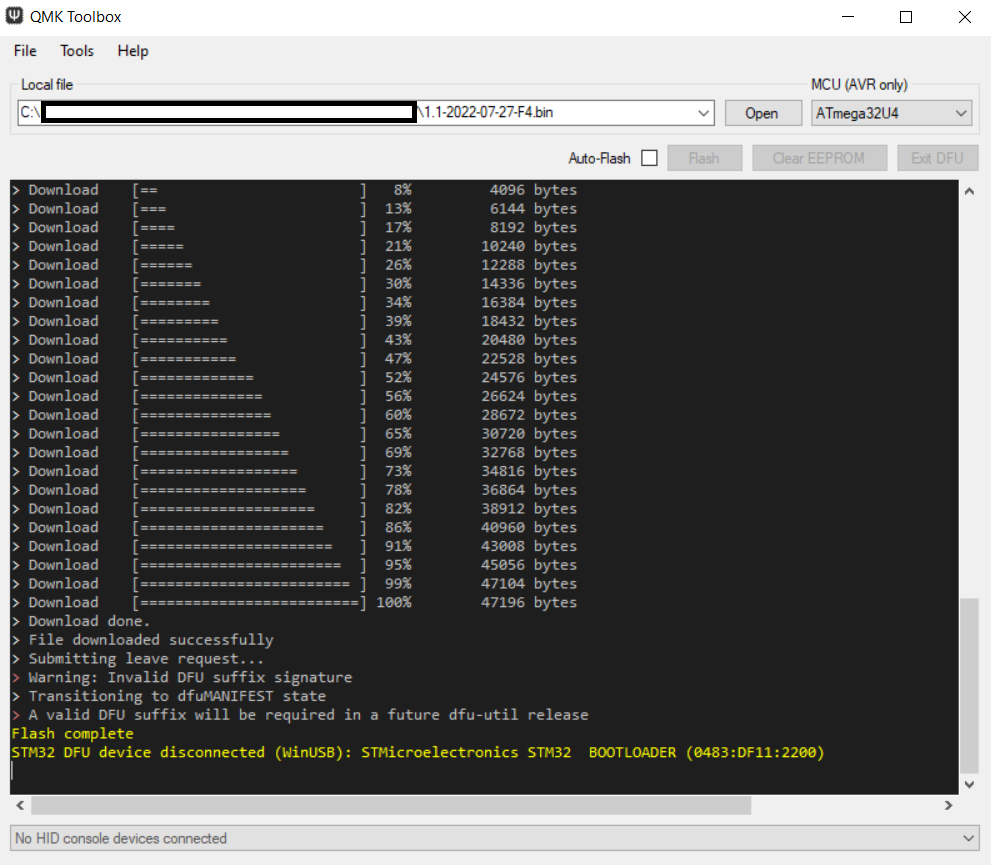 QMK Toolbox
File Tools Help
Local file MCU (AVR only)
C:\ \1.1-2022-07-27-F4.bin Open ATmega32U4
Auto-Flash Flash Clear EEPROM Exit DFU
> Download [== ] 8% 4096 bytes
> Download [=== ] 13% 6144 bytes
> Download [==== ] 17% 8192 bytes
> Download [===== ] 21% 10240 bytes
> Download [====== ] 26% 12288 bytes
> Download [======= ] 30% 14336 bytes
> Download [======== ] 34% 16384 bytes
> Download [========= ] 39% 18432 bytes
> Download [========== ] 43% 20480 bytes
> Download [=========== ] 47% 22528 bytes
> Download [============= ] 52% 24576 bytes
> Download [============== ] 56% 26624 bytes
> Download [=============== ] 60% 28672 bytes
> Download [================ ] 65% 30720 bytes
> Download [================= ] 69% 32768 bytes
> Download [================== ] 73% 34816 bytes
> Download [=================== ] 78% 36864 bytes
> Download [==================== ] 82% 38912 bytes
> Download [===================== ] 86% 40960 bytes
> Download [====================== ] 91% 43008 bytes
> Download [======================= ] 95% 45056 bytes
> Download [======================== ] 99% 47104 bytes
> Download [=========================] 100% 47196 bytes
> Download done.
> File downloaded successfully
> Submitting leave request...
> Warning: Invalid DFU suffix signature
> Transitioning to dfuMANIFEST state
> A valid DFU suffix will be required in a future dfu-util release
Flash complete
STM32 DFU device disconnected (WinUSB): STMicroelectronics STM32  BOOTLOADER (0483:DF11:2200)
No HID console devices connected